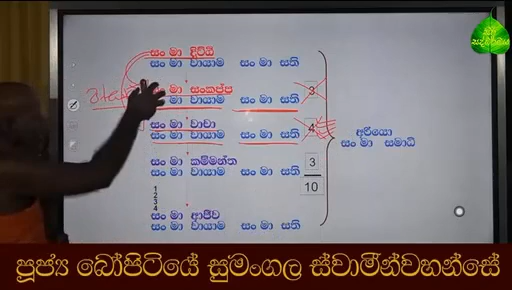 සදහම්
සං මා දිට්ඨි
සං මා වායාම සං මා සති
සං මා සංකප්ප
සං මා වායාම සං මා සති
3
සං මා වාචා
සං මා වායාම සං මා සති
4
අරියො
සං මා සමාධි
සං මා කම්මන්ත
සං මා වායාම සං මා සති
3
10
1
2
3
4
සං මා ආජීව
සං මා වායාම සං මා සති
පූජ්‍ය බෝපිටියේ සුමංගල ස්වාමීන්වහන්සේ